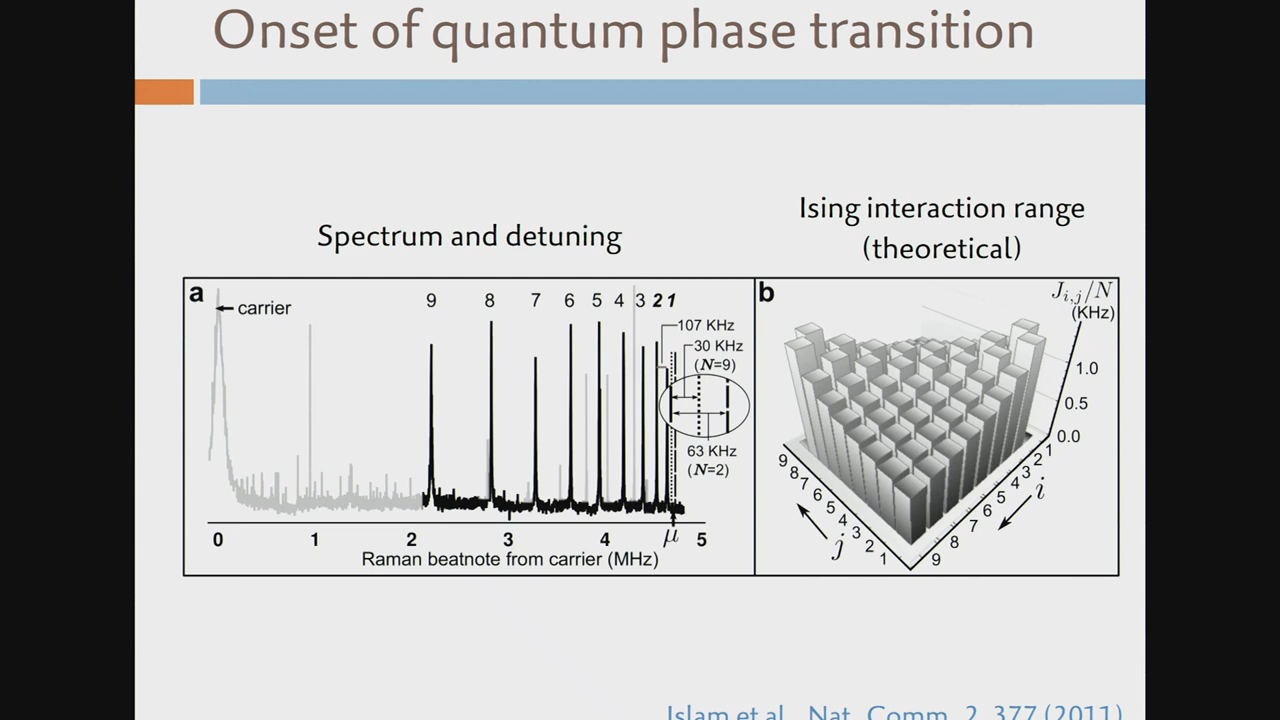 Onset of quantum phase transition
Spectrum and detuning
Ising interaction range
(theoretical)
a
carrier
9 8 7 6 5 4 3 2 1
107 KHz
30 KHz
(N=9)
63 KHz
(N=2)
0 1 2 3 4 μ 5
Raman beatnote from carrier (MHz)
b
J_{i,j}/N
(KHz)
1.0
0.5
0.0
9 8 7 6 5 4 3 2 1
j
1 2 3 4 5 6 7 8 9
i
Islam et al., Nat. Comm. 2, 377 (2011)